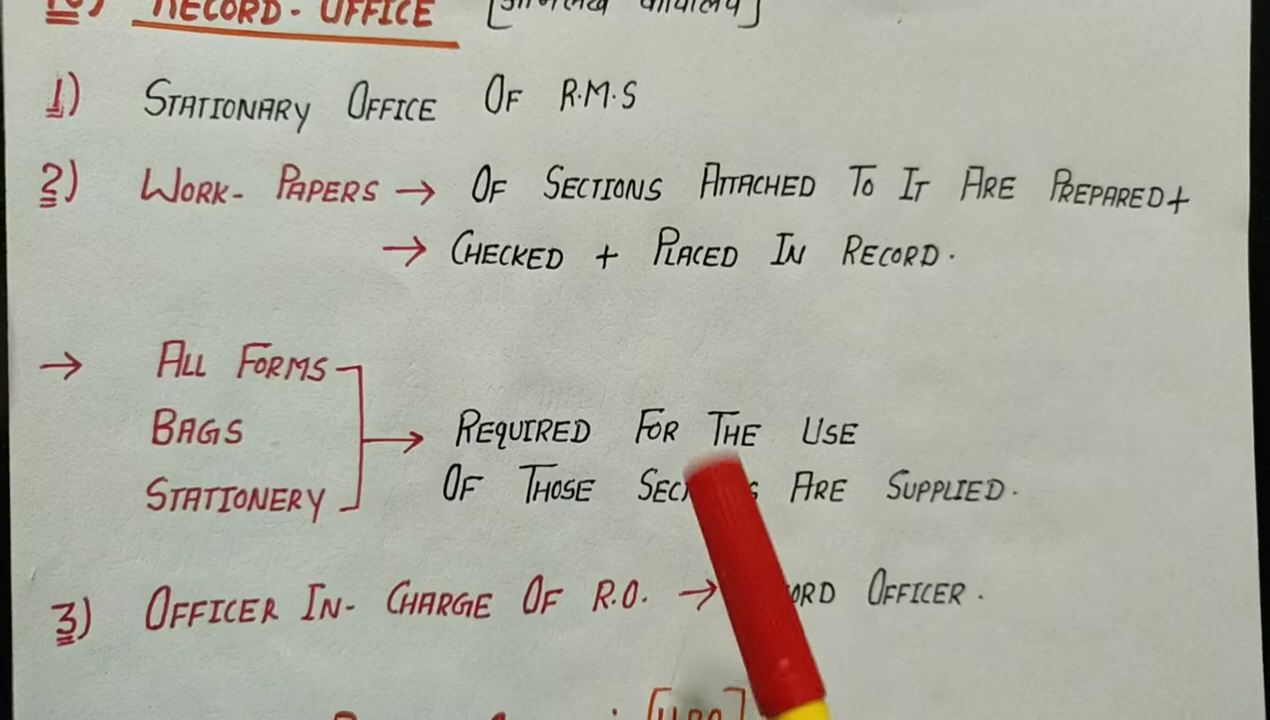 RECORD-OFFICE [अभिलेख कार्यालय]
1) STATIONARY OFFICE OF R.M.S
2) WORK-PAPERS → OF SECTIONS ATTACHED TO IT ARE PREPARED+
→ CHECKED + PLACED IN RECORD.
→ ALL FORMS
BAGS
STATIONERY
→ REQUIRED FOR THE USE
OF THOSE ARE SUPPLIED.
3) OFFICER IN-CHARGE OF R.O. → OFFICER.